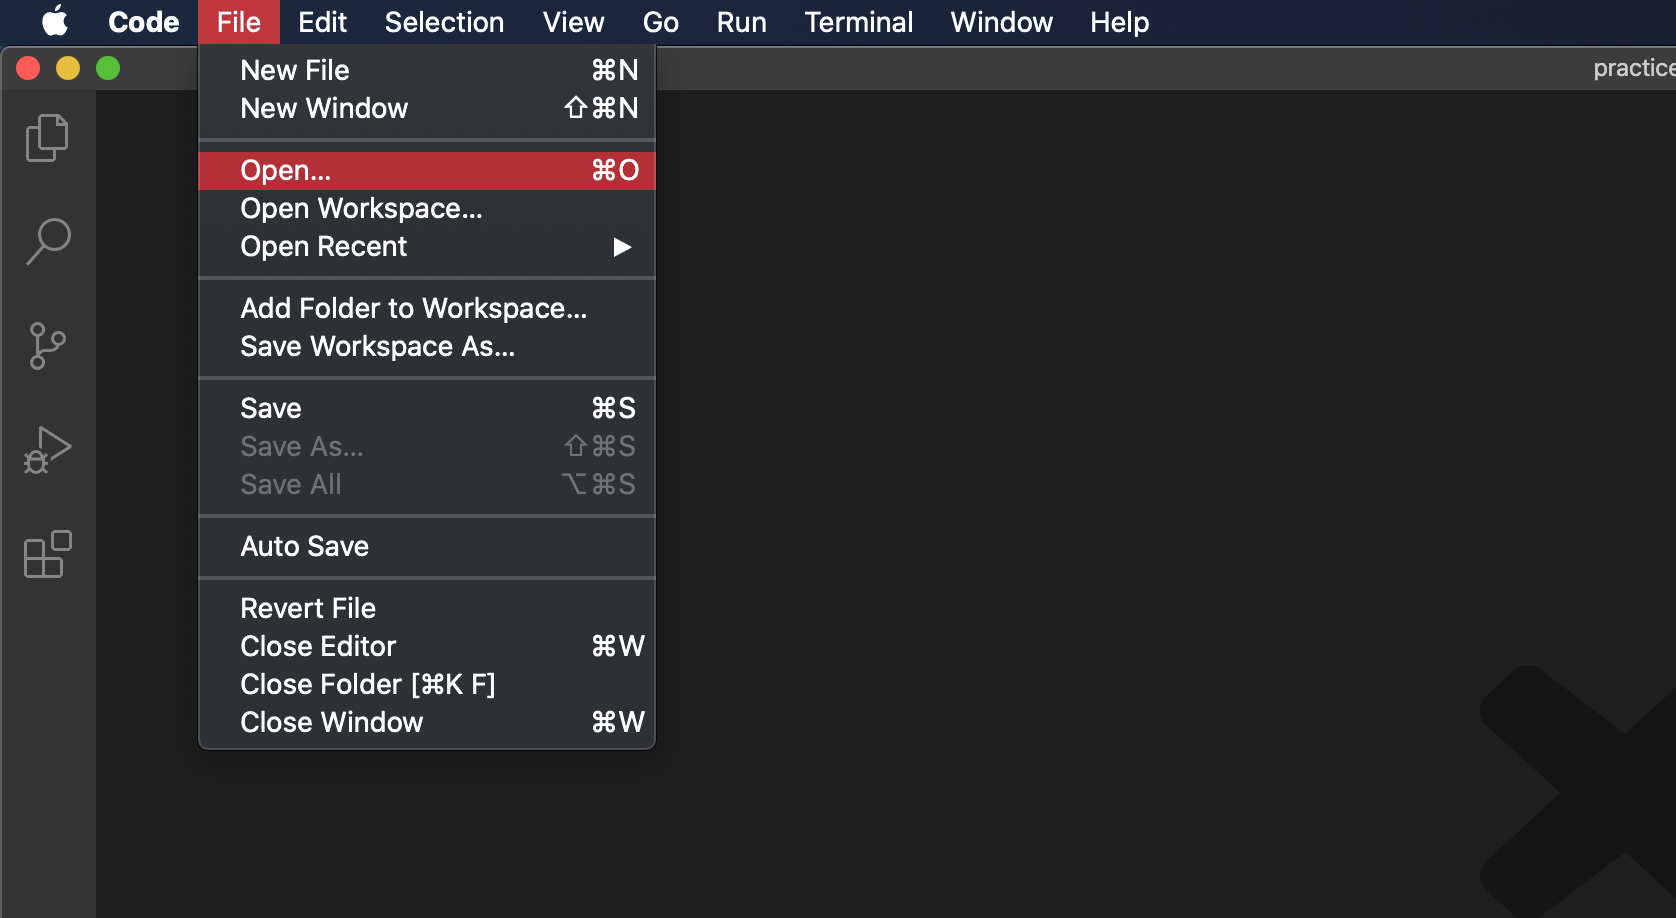 Code File Edit Selection View Go Run Terminal Window Help
practice
New File ⌘N
New Window ⇧⌘N
Open... ⌘O
Open Workspace...
Open Recent ▶
Add Folder to Workspace...
Save Workspace As...
Save ⌘S
Save As... ⇧⌘S
Save All ⌥⌘S
Auto Save
Revert File
Close Editor ⌘W
Close Folder [⌘K F]
Close Window ⌘W